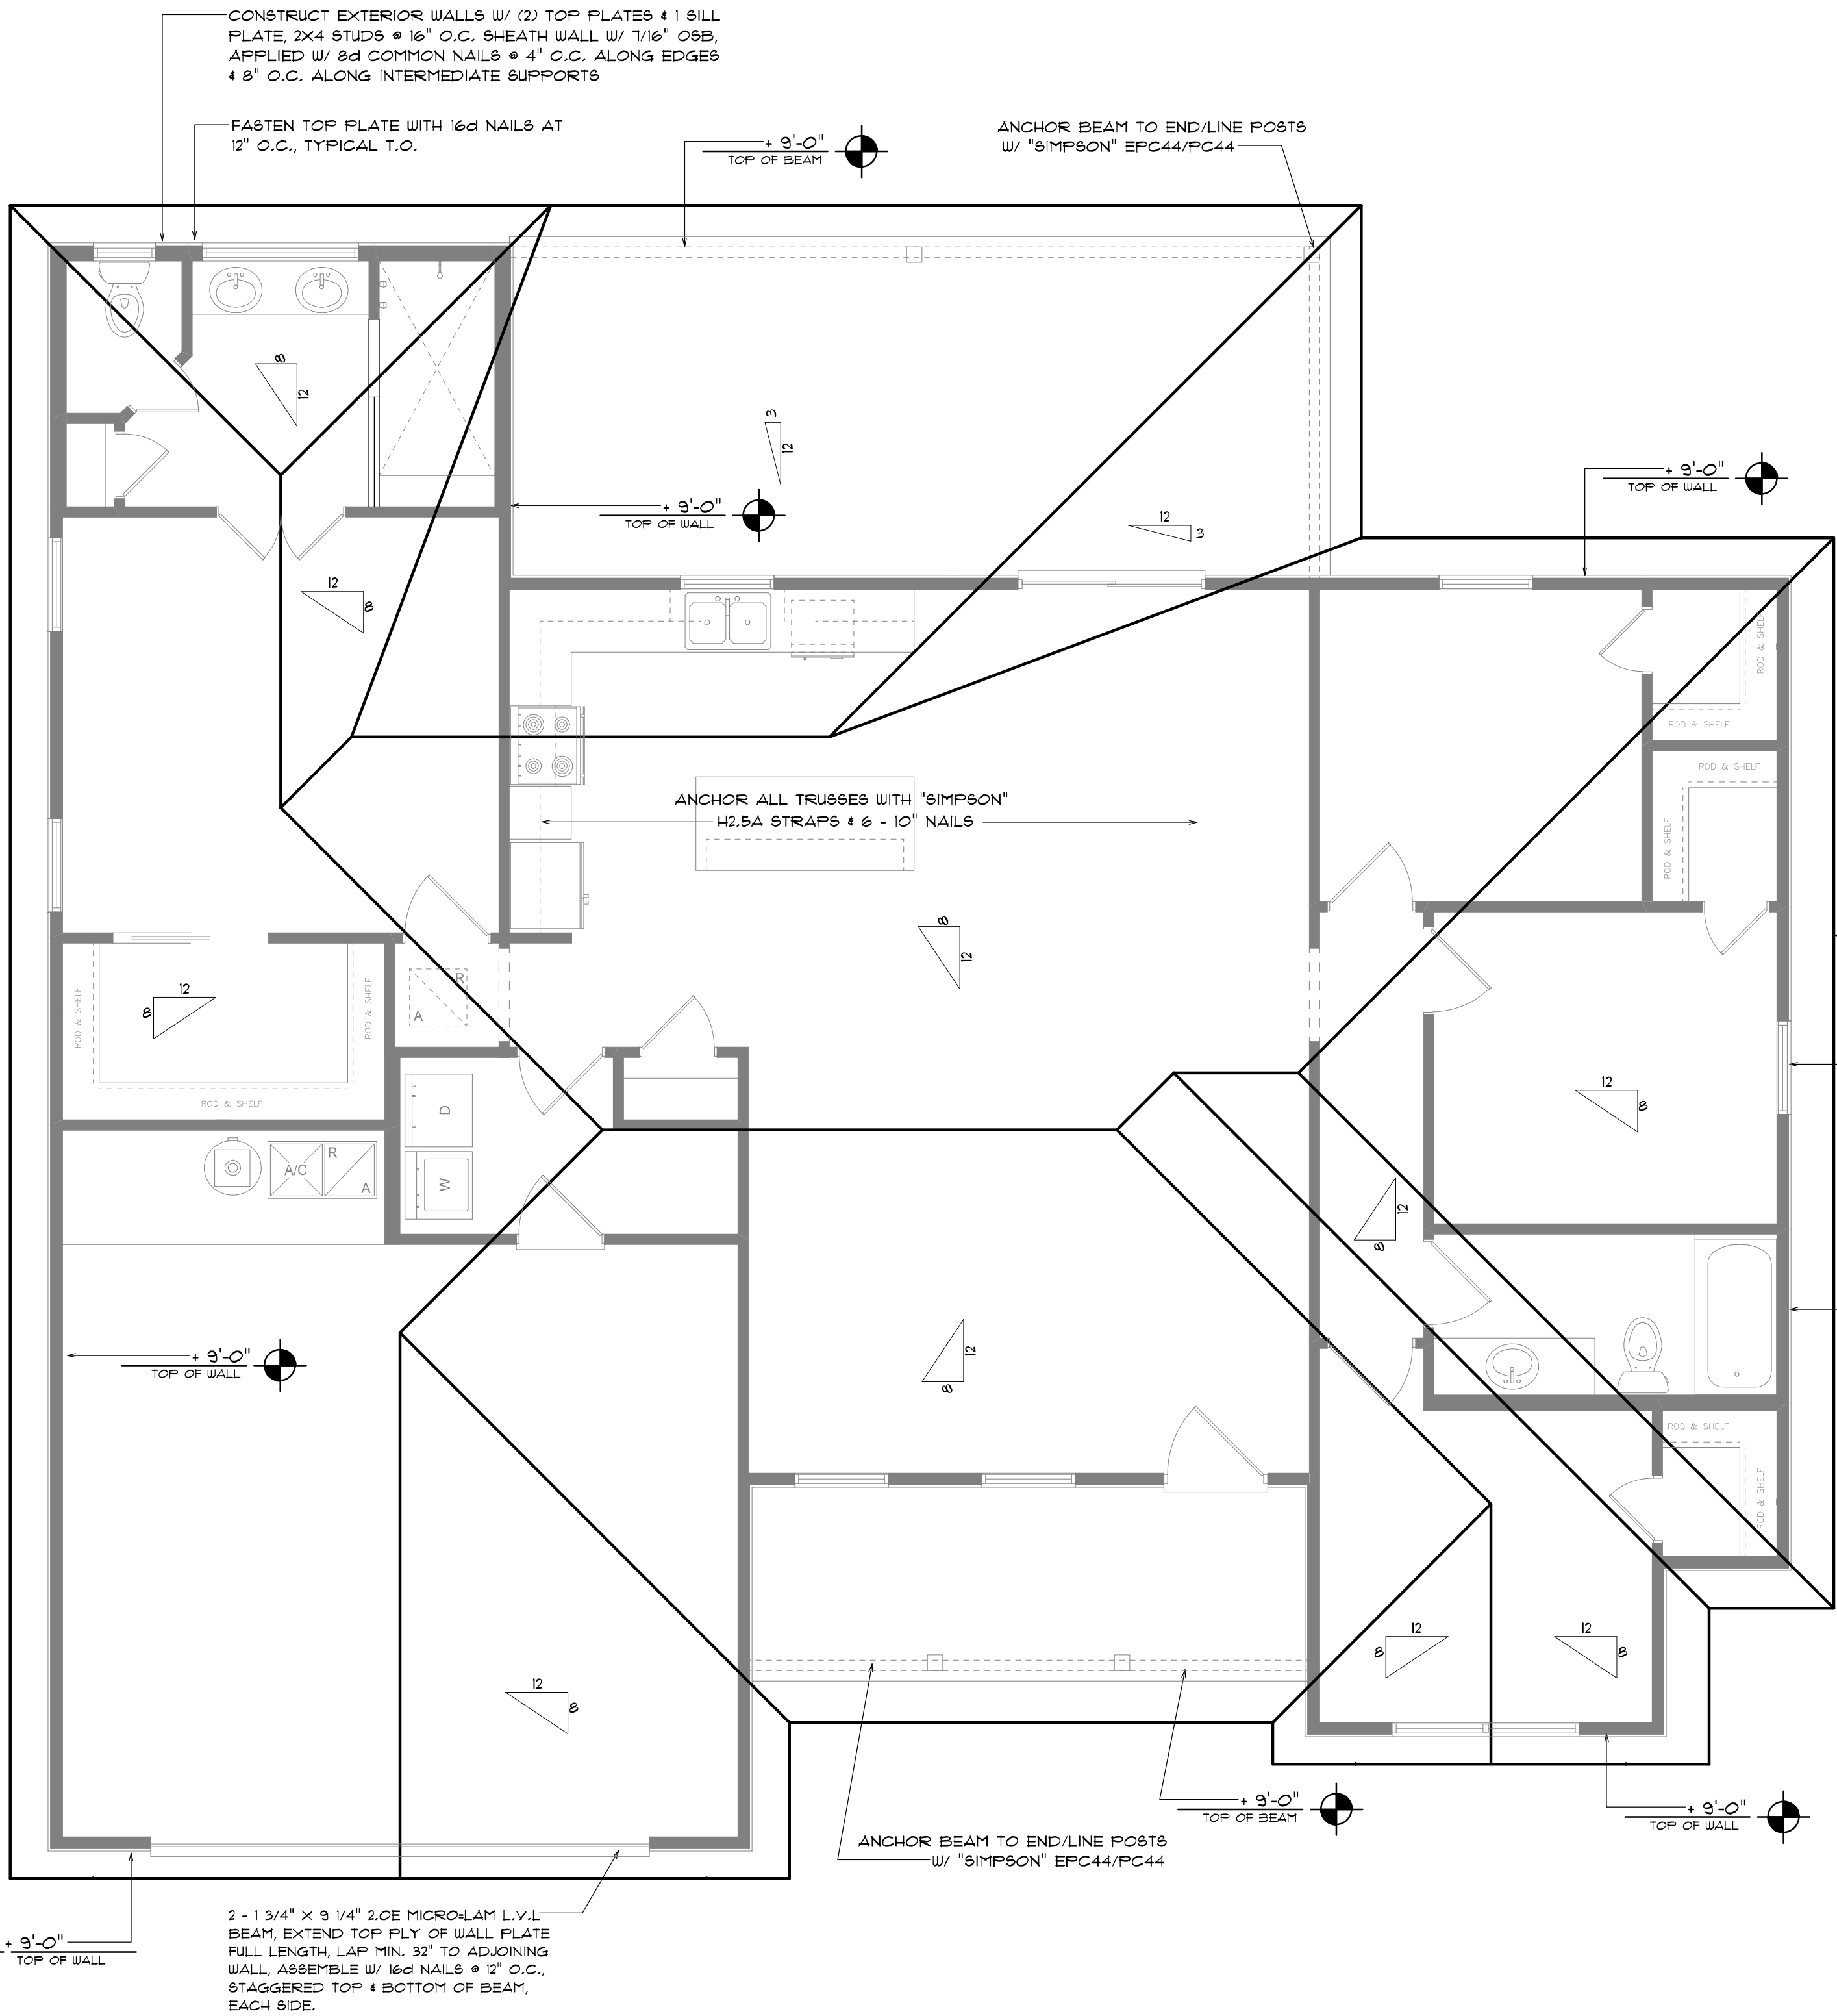 CONSTRUCT EXTERIOR WALLS W/ (2) TOP PLATES & 1 SILL
PLATE, 2X4 STUDS @ 16" O.C. SHEATH WALL W/ 7/16" OSB,
APPLIED W/ 8d COMMON NAILS @ 4" O.C. ALONG EDGES
& 8" O.C. ALONG INTERMEDIATE SUPPORTS
FASTEN TOP PLATE WITH 16d NAILS AT
12" O.C., TYPICAL T.O.
+ 9'-0"
TOP OF BEAM
ANCHOR BEAM TO END/LINE POSTS
W/ "SIMPSON" EPC44/PC44
8
12
3
12
+ 9'-0"
TOP OF WALL
+ 9'-0"
TOP OF WALL
12
3
12
8
ROD & SHELF
ROD & SHELF
ROD & SHELF
ROD & SHELF
ANCHOR ALL TRUSSES WITH "SIMPSON"
H2.5A STRAPS & 6 - 10" NAILS
8
12
12
8
ROD & SHELF
ROD & SHELF
ROD & SHELF
R
A
D
W
A/C
R
A
12
8
12
8
12
8
+ 9'-0"
TOP OF WALL
ROD & SHELF
ROD & SHELF
12
8
12
8
12
8
+ 9'-0"
TOP OF BEAM
+ 9'-0"
TOP OF WALL
ANCHOR BEAM TO END/LINE POSTS
W/ "SIMPSON" EPC44/PC44
2 - 1 3/4" X 9 1/4" 2.0E MICRO=LAM L.V.L
BEAM, EXTEND TOP PLY OF WALL PLATE
FULL LENGTH, LAP MIN. 32" TO ADJOINING
WALL, ASSEMBLE W/ 16d NAILS @ 12" O.C.,
STAGGERED TOP & BOTTOM OF BEAM,
EACH SIDE.
+ 9'-0"
TOP OF WALL